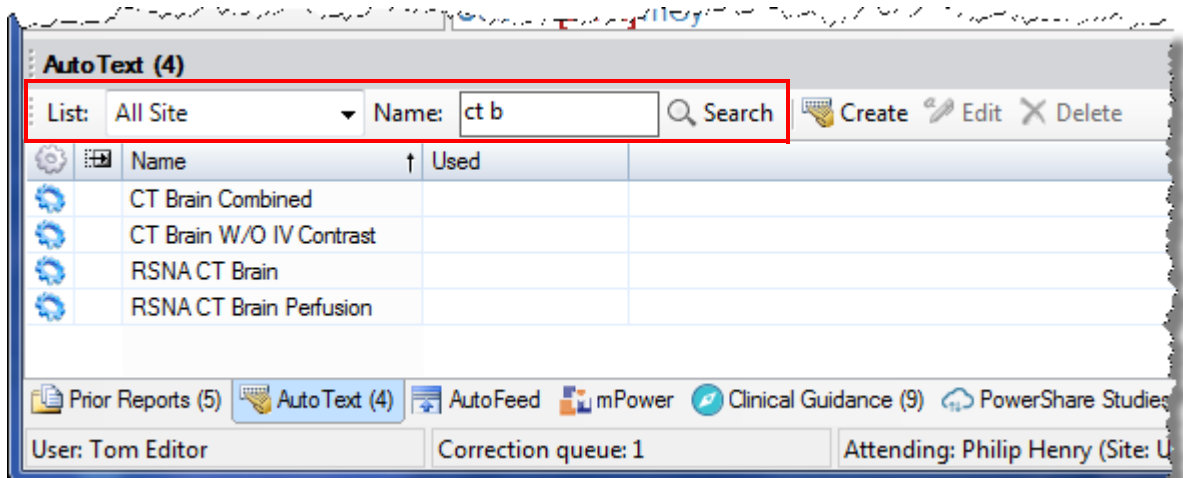 AutoText (4)
List: All Site Name: ct b Search Create Edit Delete
Name Used
CT Brain Combined
CT Brain W/O IV Contrast
RSNA CT Brain
RSNA CT Brain Perfusion
Prior Reports (5) AutoText (4) AutoFeed mPower Clinical Guidance (9) PowerShare Studies
User: Tom Editor Correction queue: 1 Attending: Philip Henry (Site: U